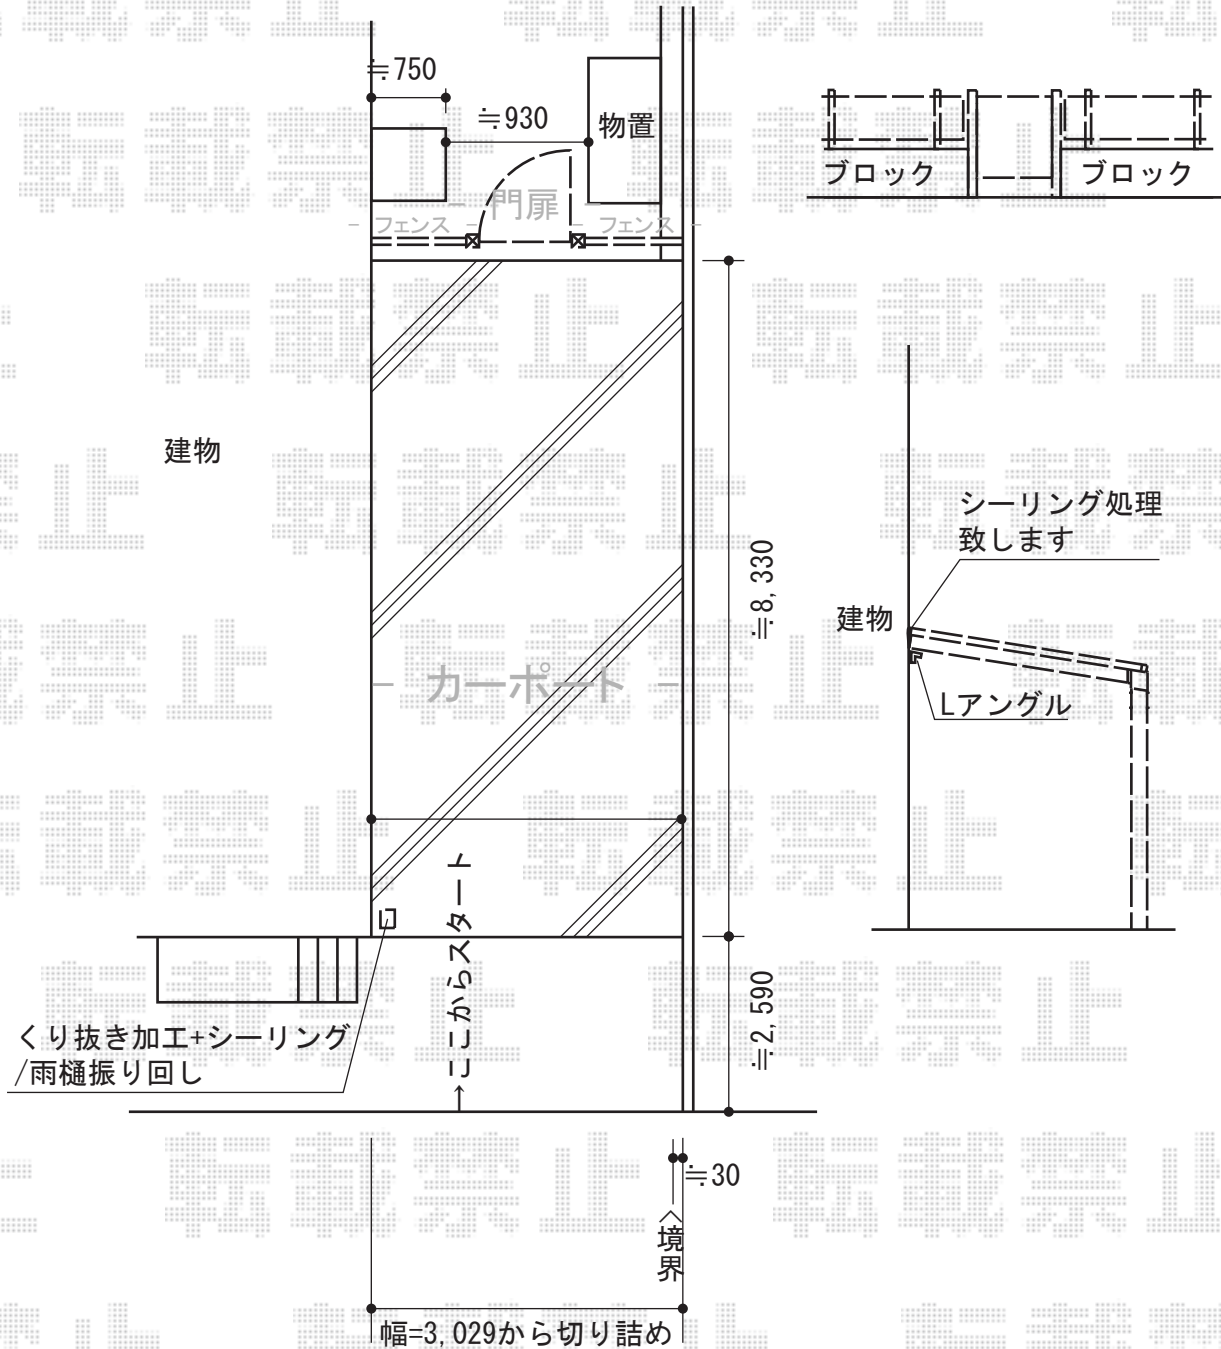 ≒750
≒930
物置
門扉
フェンス
フェンス
ブロック
ブロック
建物
シーリング処理
致します
≒8,330
建物
カーポート
Lアングル
ここからスタート
≒2,590
くり抜き加工+シーリング
/雨樋振り回し
≒30
境界
幅=3,029から切り詰め
転載禁止